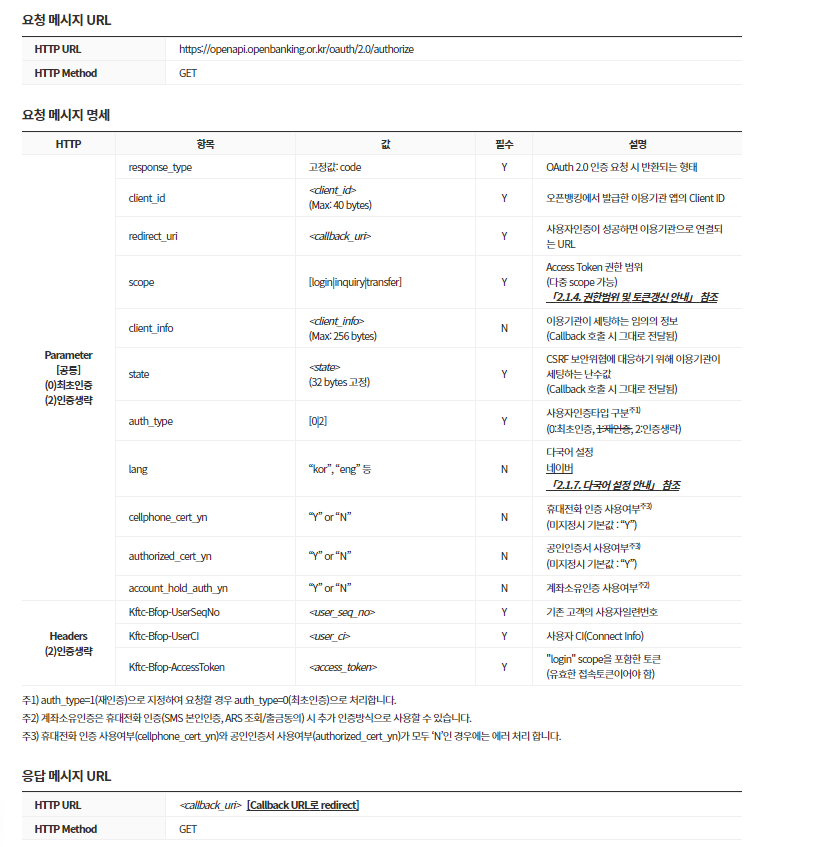 요청 메시지 URL
HTTP URL https://openapi.openbanking.or.kr/oauth/2.0/authorize
HTTP Method GET
요청 메시지 명세
HTTP 항목 값 필수 설명
Parameter
[공통]
(0)최초인증
(2)인증생략
response_type 고정값: code Y OAuth 2.0 인증 요청 시 반환되는 형태
client_id <client_id>
(Max: 40 bytes) Y 오픈뱅킹에서 발급한 이용기관 앱의 Client ID
redirect_uri <callback_uri> Y 사용자인증이 성공하면 이용기관으로 연결되
는 URL
scope [login|inquiry|transfer] Y Access Token 권한 범위
(다중 scope 가능)
「2.1.4. 권한범위 및 토큰갱신 안내」 참조
client_info <client_info>
(Max: 256 bytes) N 이용기관이 세팅하는 임의의 정보
(Callback 호출 시 그대로 전달됨)
state <state>
(32 bytes 고정) Y CSRF 보안위협에 대응하기 위해 이용기관이
세팅하는 난수값
(Callback 호출 시 그대로 전달됨)
auth_type [0|2] Y 사용자인증타입 구분주1)
(0:최초인증, 1:재인증, 2:인증생략)
lang "kor", "eng" 등 N 다국어 설정
네이버
「2.1.7. 다국어 설정 안내」 참조
cellphone_cert_yn "Y" or "N" N 휴대전화 인증 사용여부주3)
(미지정시 기본값 : "Y")
authorized_cert_yn "Y" or "N" N 공인인증서 사용여부주3)
(미지정시 기본값 : "Y")
account_hold_auth_yn "Y" or "N" N 계좌소유인증 사용여부주2)
Headers
(2)인증생략
Kftc-Bfop-UserSeqNo <user_seq_no> Y 기존 고객의 사용자일련번호
Kftc-Bfop-UserCI <user_ci> Y 사용자 CI(Connect Info)
Kftc-Bfop-AccessToken <access_token> Y "login" scope을 포함한 토큰
(유효한 접속토큰이어야 함)
주1) auth_type=1(재인증)으로 지정하여 요청할 경우 auth_type=0(최초인증)으로 처리합니다.
주2) 계좌소유인증은 휴대전화 인증(SMS 본인인증, ARS 조회/출금동의) 시 추가 인증방식으로 사용할 수 있습니다.
주3) 휴대전화 인증 사용여부(cellphone_cert_yn)와 공인인증서 사용여부(authorized_cert_yn)가 모두 'N'인 경우에는 에러 처리 합니다.
응답 메시지 URL
HTTP URL <callback_uri> [Callback URL로 redirect]
HTTP Method GET